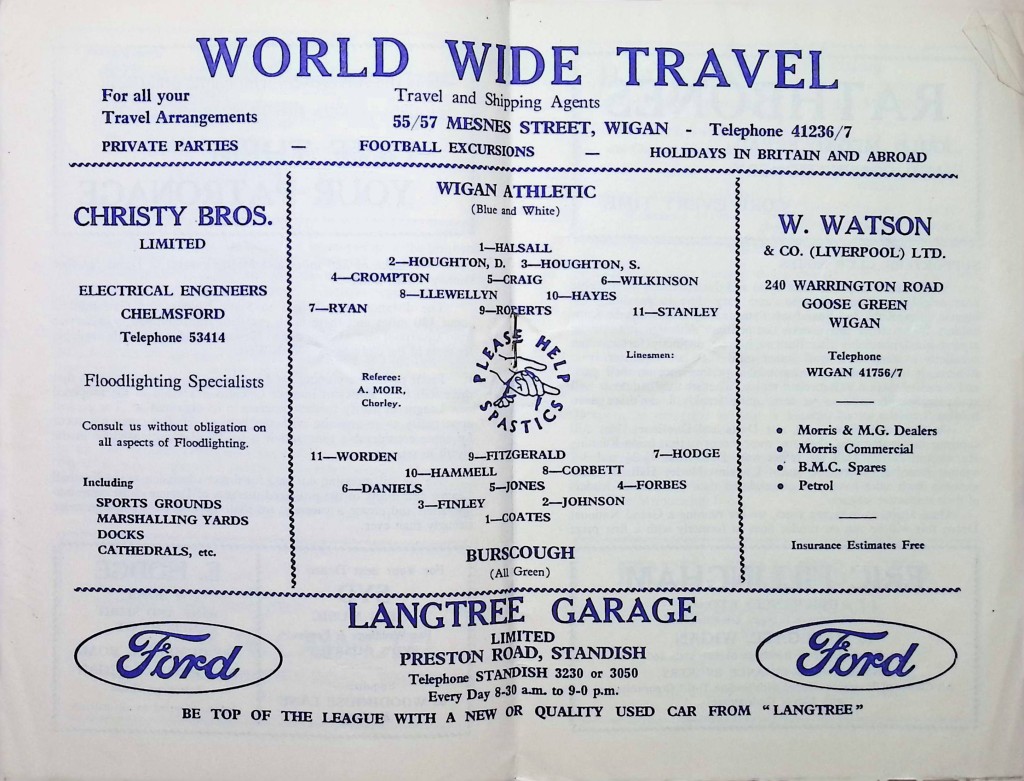 WORLD WIDE TRAVEL
For all your
Travel Arrangements
Travel and Shipping Agents
55/57 MESNES STREET, WIGAN - Telephone 41236/7
PRIVATE PARTIES — FOOTBALL EXCURSIONS — HOLIDAYS IN BRITAIN AND ABROAD
CHRISTY BROS.
LIMITED
ELECTRICAL ENGINEERS
CHELMSFORD
Telephone 53414
Floodlighting Specialists
Consult us without obligation on
all aspects of Floodlighting.
Including
SPORTS GROUNDS
MARSHALLING YARDS
DOCKS
CATHEDRALS, etc.
WIGAN ATHLETIC
(Blue and White)
1—HALSALL
2—HOUGHTON, D. 3—HOUGHTON, S.
4—CROMPTON 5—CRAIG 6—WILKINSON
8—LLEWELLYN 10—HAYES
7—RYAN 9—ROBERTS 11—STANLEY
PLEASE HELP
SPASTICS
Referee:
A. MOIR,
Chorley.
Linesmen:
11—WORDEN 9—FITZGERALD 7—HODGE
10—HAMMELL 8—CORBETT
6—DANIELS 5—JONES 4—FORBES
3—FINLEY 2—JOHNSON
1—COATES
BURSCOUGH
(All Green)
W. WATSON
& CO. (LIVERPOOL) LTD.
240 WARRINGTON ROAD
GOOSE GREEN
WIGAN
Telephone
WIGAN 41756/7
• Morris & M.G. Dealers
• Morris Commercial
• B.M.C. Spares
• Petrol
Insurance Estimates Free
LANGTREE GARAGE
LIMITED
PRESTON ROAD, STANDISH
Telephone STANDISH 3230 or 3050
Every Day 8-30 a.m. to 9-0 p.m.
Ford
Ford
BE TOP OF THE LEAGUE WITH A NEW OR QUALITY USED CAR FROM "LANGTREE"